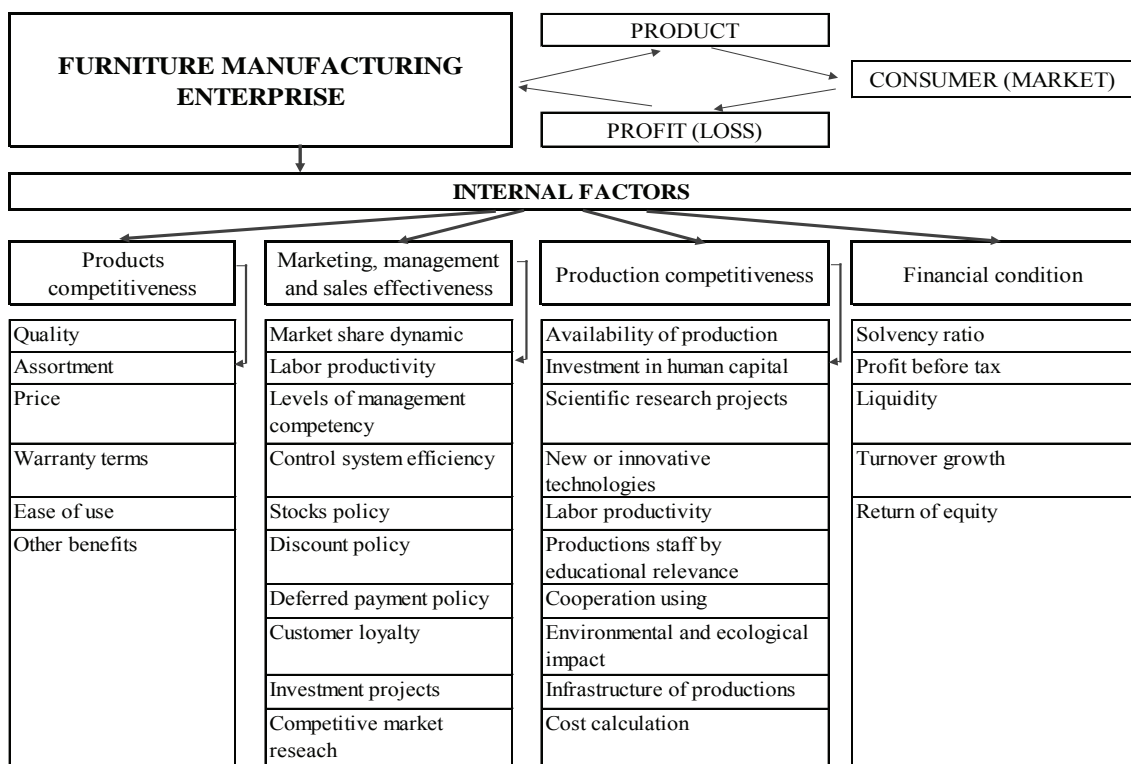 FURNITURE MANUFACTURING
ENTERPRISE
PRODUCT
CONSUMER (MARKET)
PROFIT (LOSS)
INTERNAL FACTORS
Products
competitiveness
Quality
Assortment
Price
Warranty terms
Ease of use
Other benefits
Marketing, management
and sales effectiveness
Market share dynamic
Labor productivity
Levels of management
competency
Control system efficiency
Stocks policy
Discount policy
Deferred payment policy
Customer loyalty
Investment projects
Competitive market
reseach
Production competitiveness
Availability of production
Investment in human capital
Scientific research projects
New or innovative
technologies
Labor productivity
Productions staff by
educational relevance
Cooperation using
Environmental and ecological
impact
Infrastructure of productions
Cost calculation
Financial condition
Solvency ratio
Profit before tax
Liquidity
Turnover growth
Return of equity